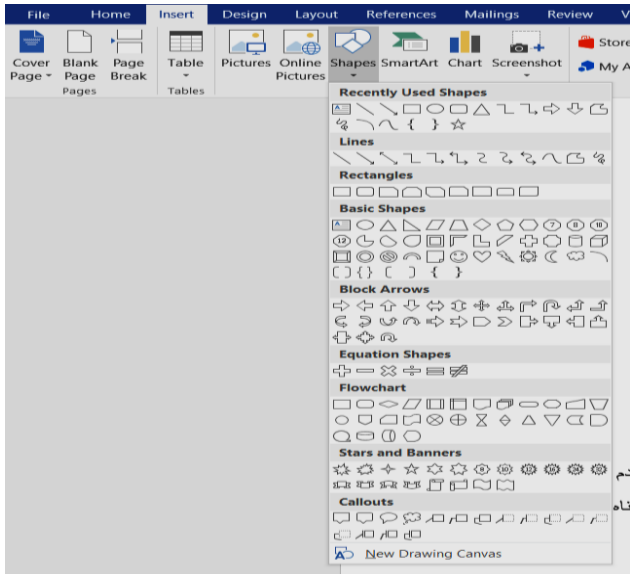 File Home Insert Design Layout References Mailings Review V
Cover Page Blank Page Page Break Table Pictures Online Pictures Shapes SmartArt Chart Screenshot Store
My A
Pages Tables
Recently Used Shapes
Lines
Rectangles
Basic Shapes
Block Arrows
Equation Shapes
Flowchart
Stars and Banners
Callouts
New Drawing Canvas